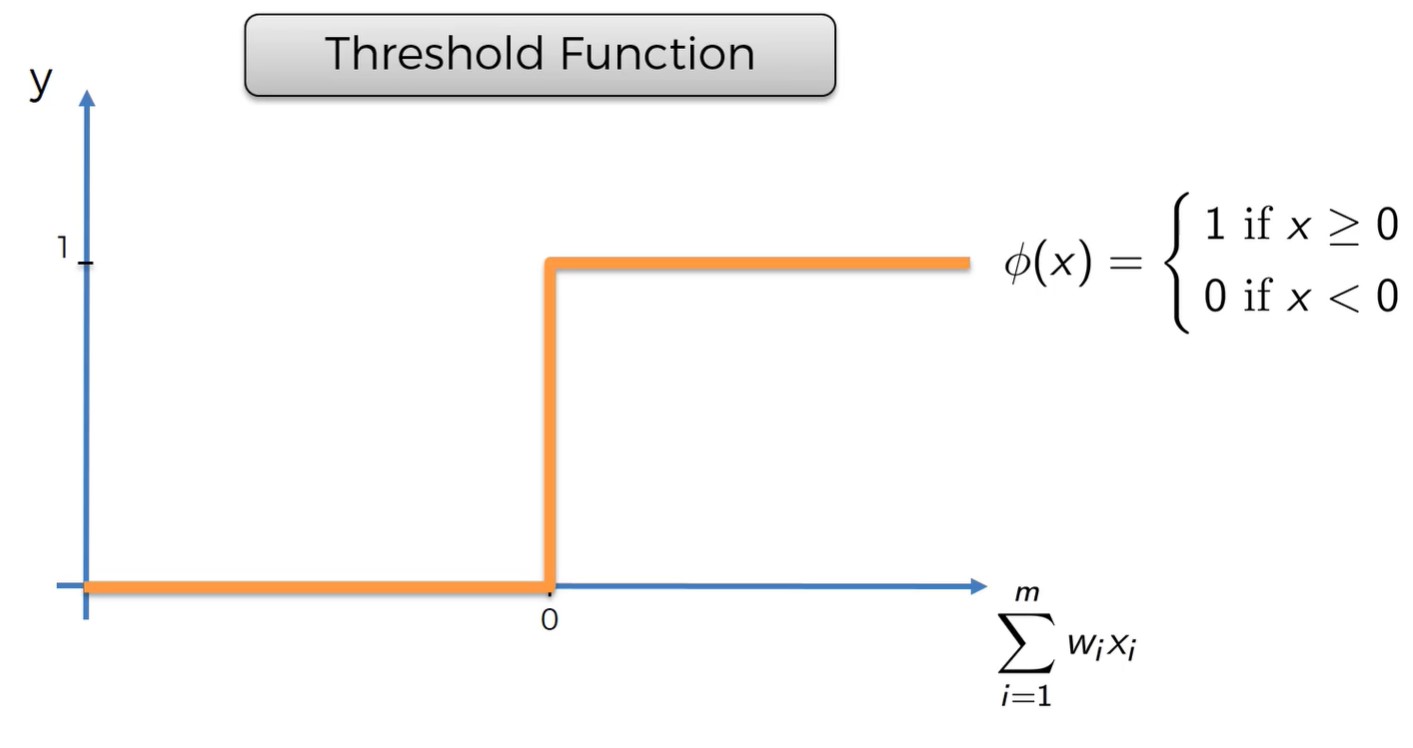 Threshold Function
y
1
ϕ(x) = { 1 if x ≥ 0
0 if x < 0
0
m
∑ wᵢxᵢ
i=1